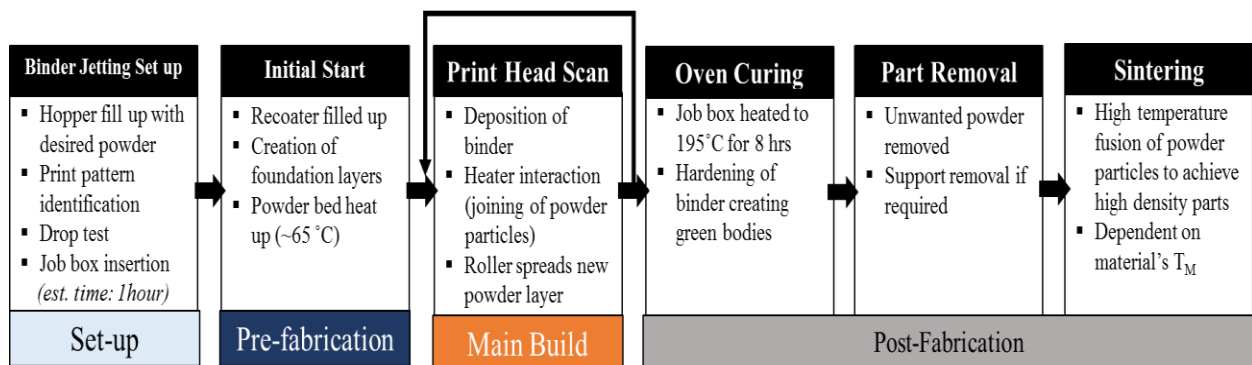 Binder Jetting Set up
▪ Hopper fill up with
desired powder
▪ Print pattern
identification
▪ Drop test
▪ Job box insertion
(est. time: 1hour)
Set-up
Initial Start
▪ Recoater filled up
▪ Creation of
foundation layers
▪ Powder bed heat
up (~65 ˚C)
Pre-fabrication
Print Head Scan
▪ Deposition of
binder
▪ Heater interaction
(joining of powder
particles)
▪ Roller spreads new
powder layer
Main Build
Oven Curing
▪ Job box heated to
195˚C for 8 hrs
▪ Hardening of
binder creating
green bodies
Part Removal
▪ Unwanted powder
removed
▪ Support removal if
required
Sintering
▪ High temperature
fusion of powder
particles to achieve
high density parts
▪ Dependent on
material’s TM
Post-Fabrication